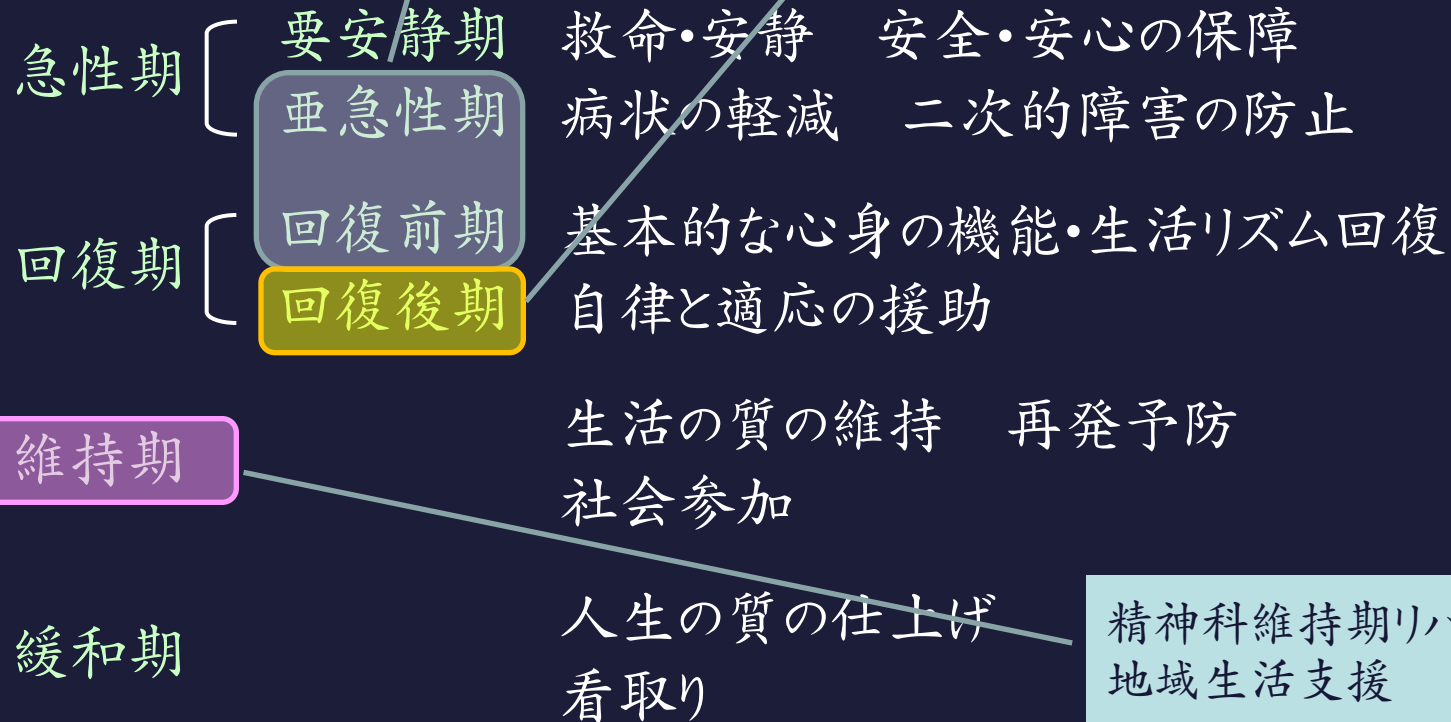 急性期
要安静期 救命・安静 安全・安心の保障
亜急性期 病状の軽減 二次的障害の防止
回復期
回復前期 基本的な心身の機能・生活リズム回復
回復後期 自律と適応の援助
維持期
生活の質の維持 再発予防
社会参加
緩和期
人生の質の仕上げ
看取り
精神科維持期リハ
地域生活支援